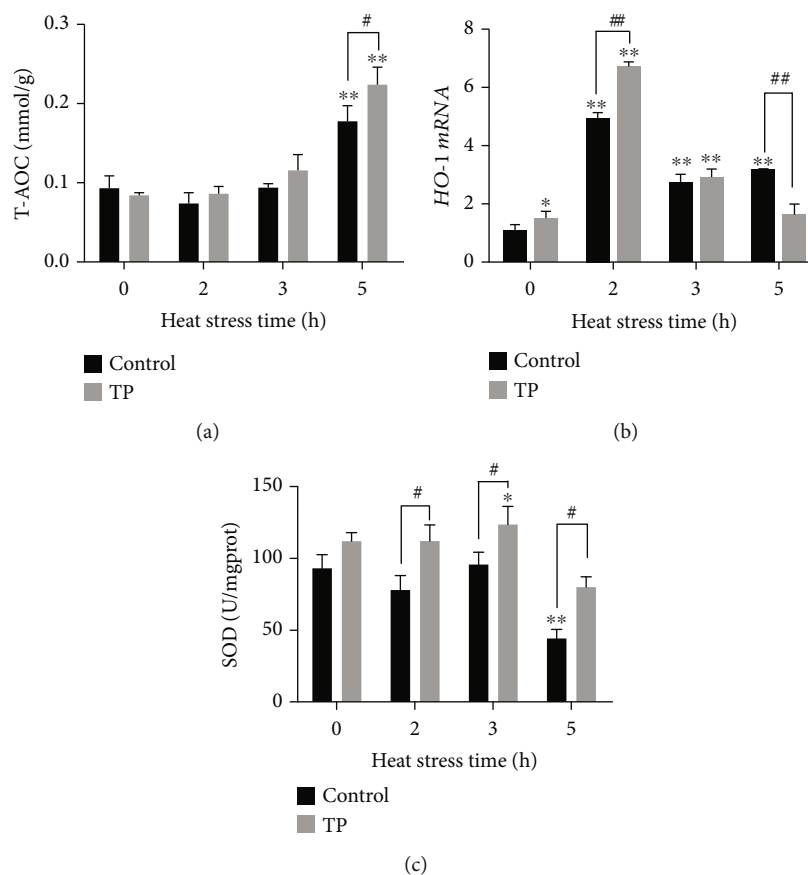 T-AOC (mmol/g)
0.3
0.2
0.1
0.0
#
** **
0 2 3 5
Heat stress time (h)
Control
TP
(a)
HO-1 mRNA
8
6
4
2
0
##
**
**
*
** **
##
**
0 2 3 5
Heat stress time (h)
Control
TP
(b)
SOD (U/mgprot)
150
100
50
0
#
#
*
#
**
0 2 3 5
Heat stress time (h)
Control
TP
(c)